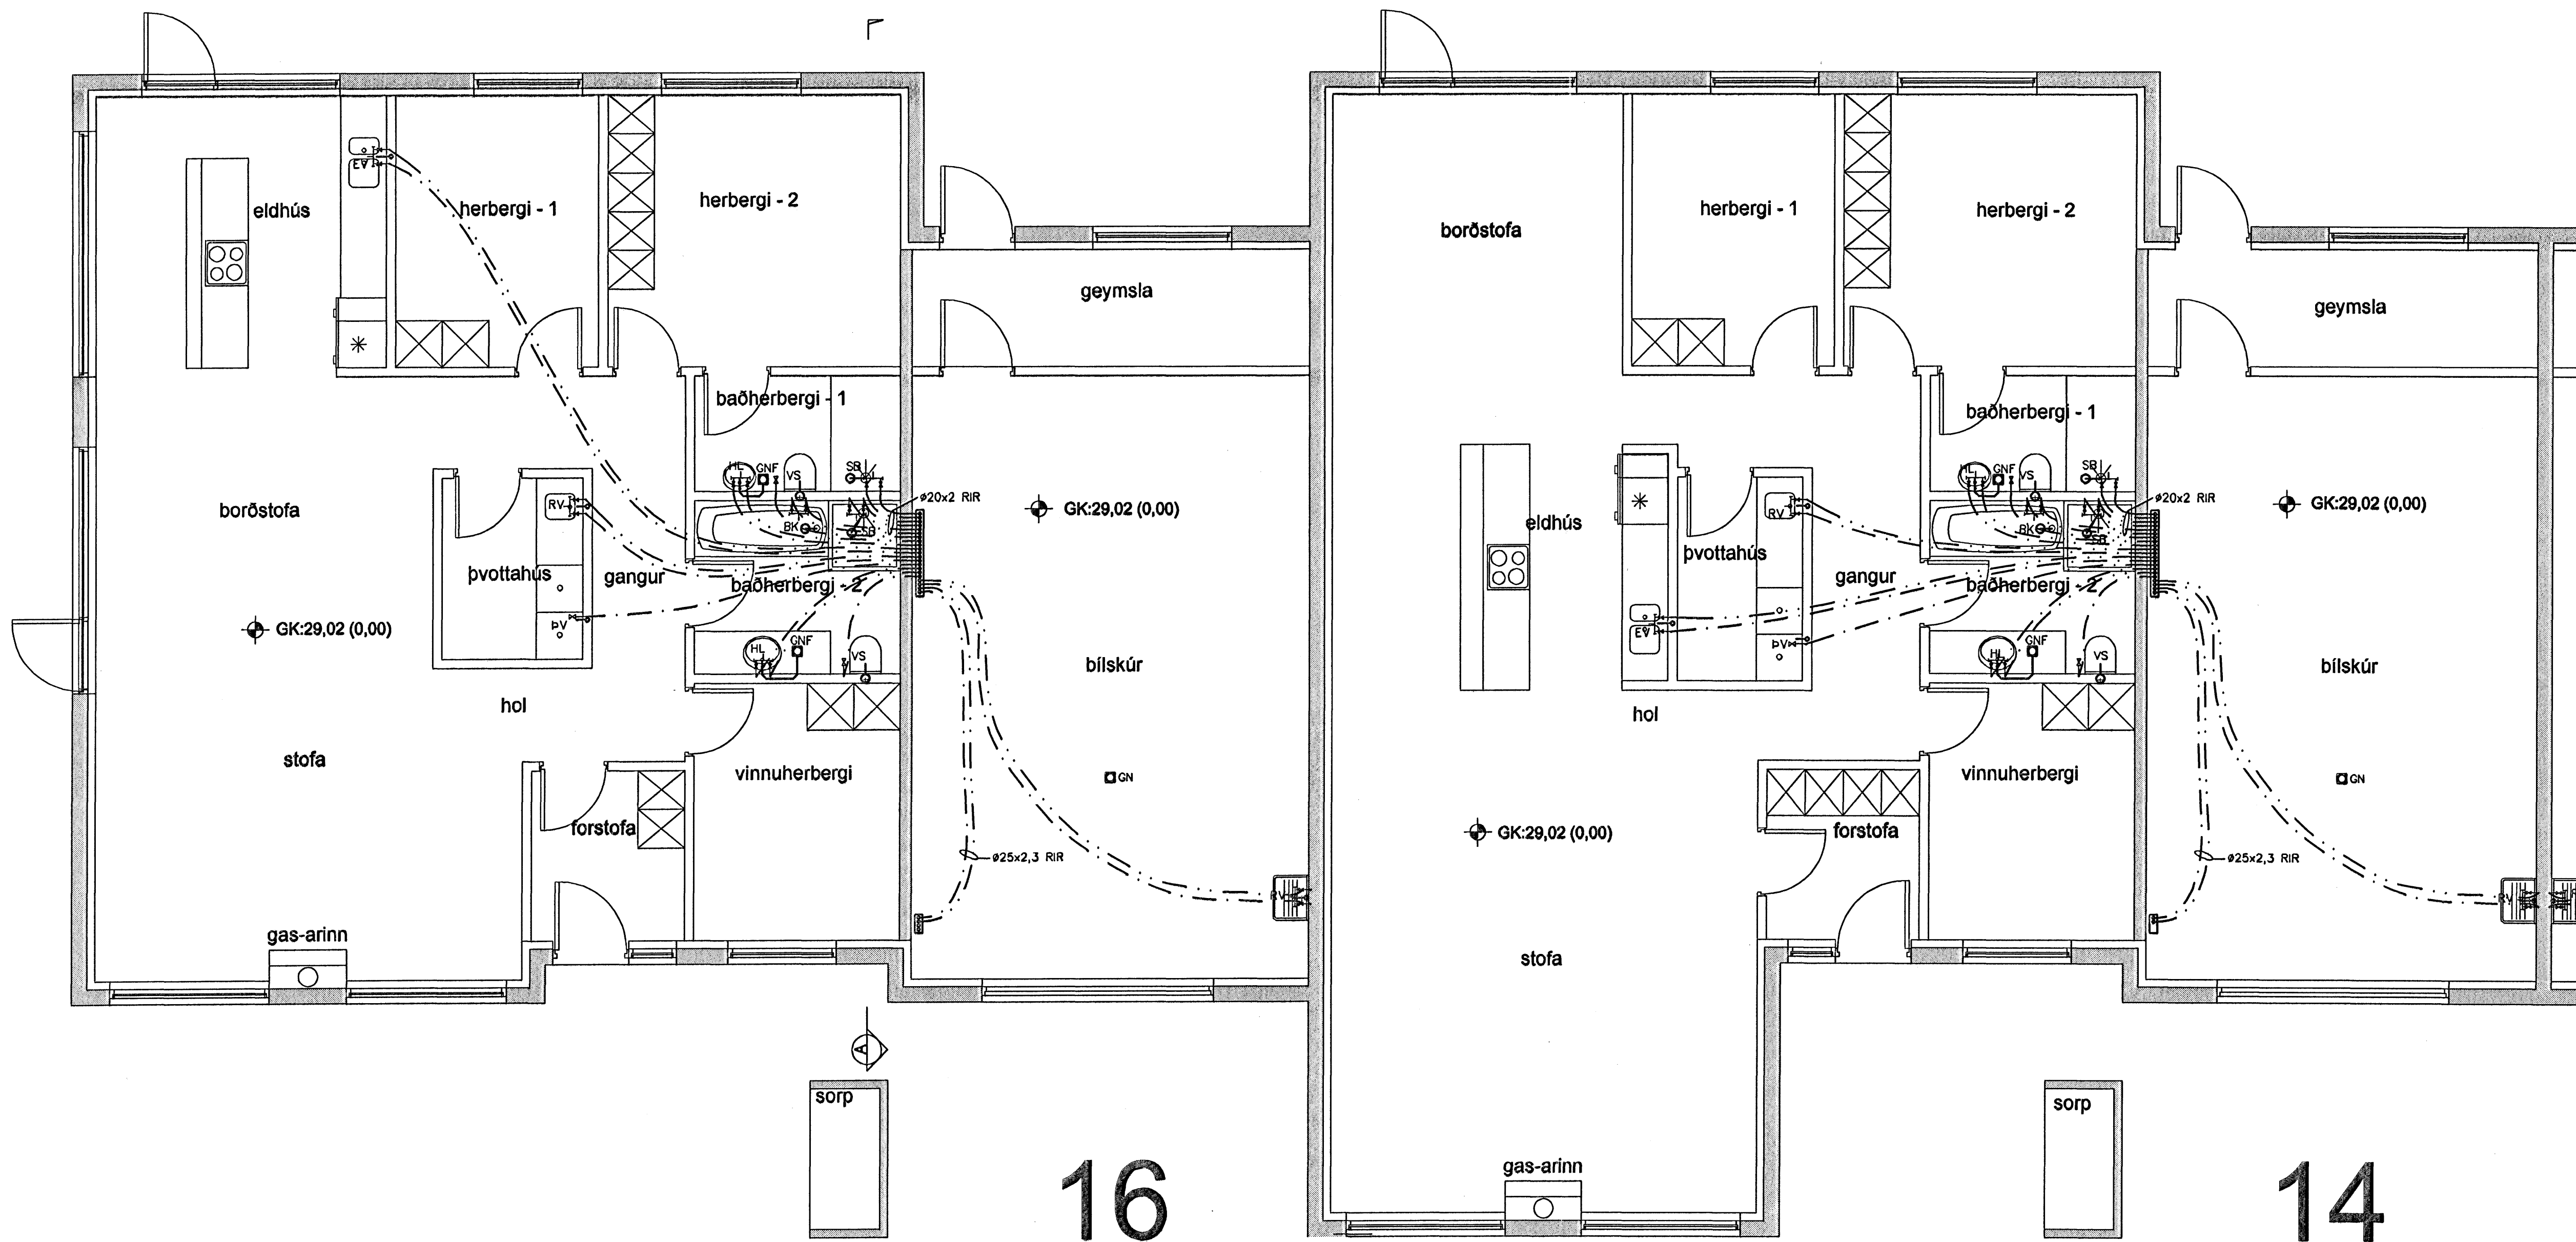 eldhús
herbergi - 1
herbergi - 2
EV
geymsla
baðherbergi - 1
HL
GNF
VS
SB
ø20x2 RIR
borðstofa
RV
BK
SB
GK:29,02 (0,00)
þvottahús
gangur
baðherbergi - 2
GK:29,02 (0,00)
ÞV
HL
GNF
VS
bílskúr
hol
stofa
vinnuherbergi
GN
forstofa
ø25x2,3 RIR
RV
gas-arinn
A
sorp
16
borðstofa
herbergi - 1
herbergi - 2
geymsla
baðherbergi - 1
HL
GNF
VS
SB
ø20x2 RIR
eldhús
RV
BK
SB
GK:29,02 (0,00)
þvottahús
gangur
baðherbergi - 2
EV
ÞV
HL
GNF
VS
bílskúr
hol
vinnuherbergi
GN
GK:29,02 (0,00)
forstofa
ø25x2,3 RIR
RV
stofa
gas-arinn
sorp
14